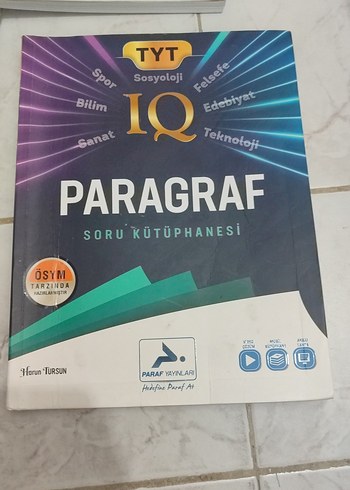 TYT
Sosyoloji
Spor
Felsefe
Bilim
Edebiyat
IQ
Sanat
Teknoloji
PARAGRAF
SORU KÜTÜPHANESİ
ÖSYM
TARZINDA
HAZIRLANMIŞTIR
Harun TURSUN
PARAF YAYINLARI
Hedefine Paraf At